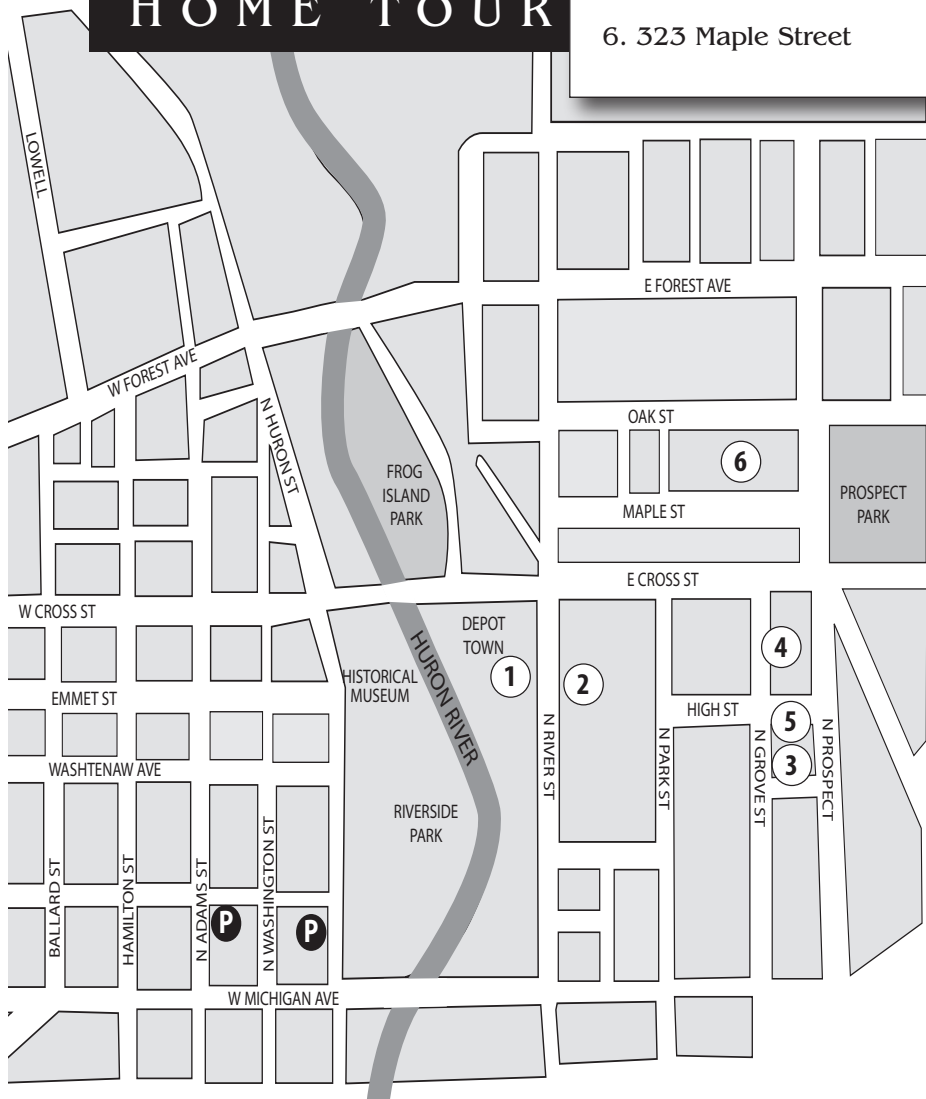 HOME TOUR
6. 323 Maple Street
LOWELL
E FOREST AVE
W FOREST AVE
N HURON ST
OAK ST
6
FROG
ISLAND
PARK
PROSPECT
PARK
MAPLE ST
E CROSS ST
W CROSS ST
DEPOT
TOWN
1
2
4
HISTORICAL
MUSEUM
HURON RIVER
EMMET ST
HIGH ST
5
3
N RIVER ST
N PARK ST
N GROVE ST
N PROSPECT
WASHTENAW AVE
RIVERSIDE
PARK
BALLARD ST
HAMILTON ST
N ADAMS ST
N WASHINGTON ST
P
P
W MICHIGAN AVE